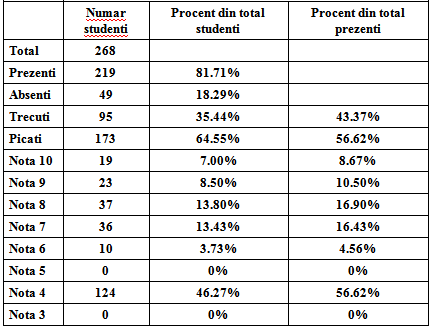 Numar studenti Procent din total studenti Procent din total prezenti
Total 268
Prezenti 219 81.71%
Absenti 49 18.29%
Trecuti 95 35.44% 43.37%
Picati 173 64.55% 56.62%
Nota 10 19 7.00% 8.67%
Nota 9 23 8.50% 10.50%
Nota 8 37 13.80% 16.90%
Nota 7 36 13.43% 16.43%
Nota 6 10 3.73% 4.56%
Nota 5 0 0% 0%
Nota 4 124 46.27% 56.62%
Nota 3 0 0% 0%